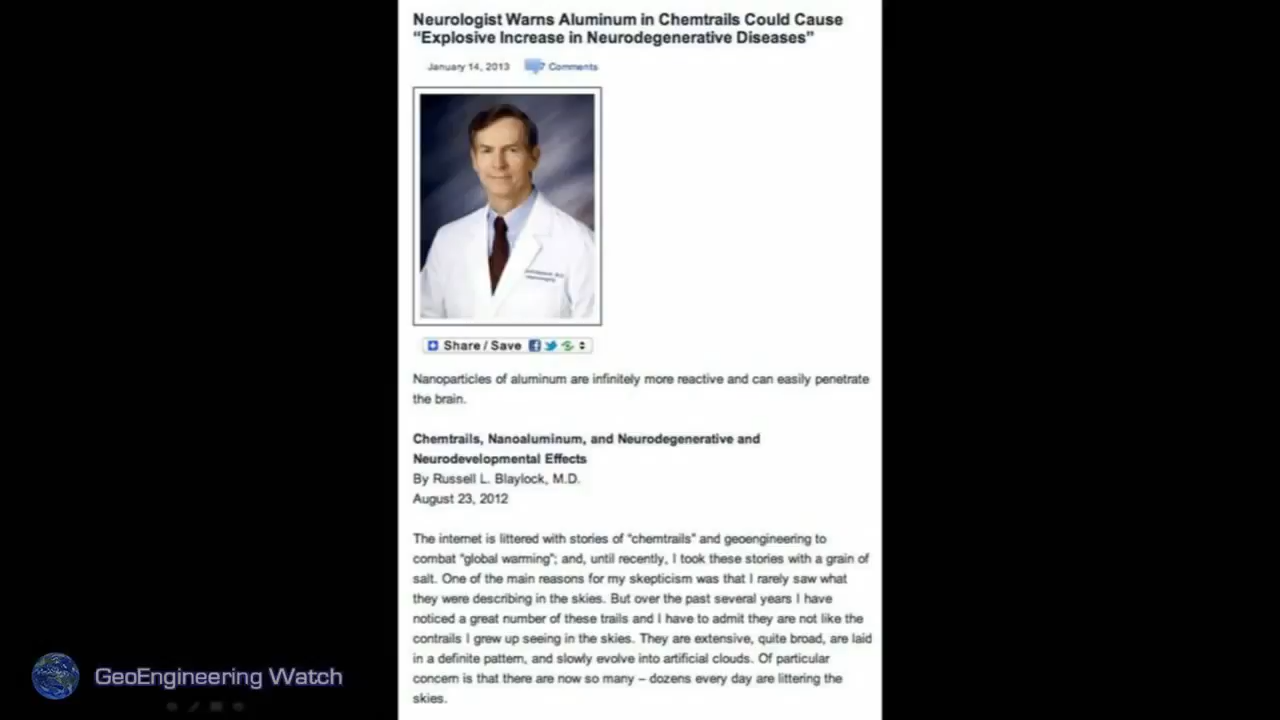 Neurologist Warns Aluminum in Chemtrails Could Cause
“Explosive Increase in Neurodegenerative Diseases”
January 14, 2013 7 Comments
Share / Save
Nanoparticles of aluminum are infinitely more reactive and can easily penetrate
the brain.
Chemtrails, Nanoaluminum, and Neurodegenerative and
Neurodevelopmental Effects
By Russell L. Blaylock, M.D.
August 23, 2012
The internet is littered with stories of “chemtrails” and geoengineering to
combat “global warming”; and, until recently, I took these stories with a grain of
salt. One of the main reasons for my skepticism was that I rarely saw what
they were describing in the skies. But over the past several years I have
noticed a great number of these trails and I have to admit they are not like the
contrails I grew up seeing in the skies. They are extensive, quite broad, are laid
in a definite pattern, and slowly evolve into artificial clouds. Of particular
concern is that there are now so many – dozens every day are littering the
skies.
GeoEngineering Watch